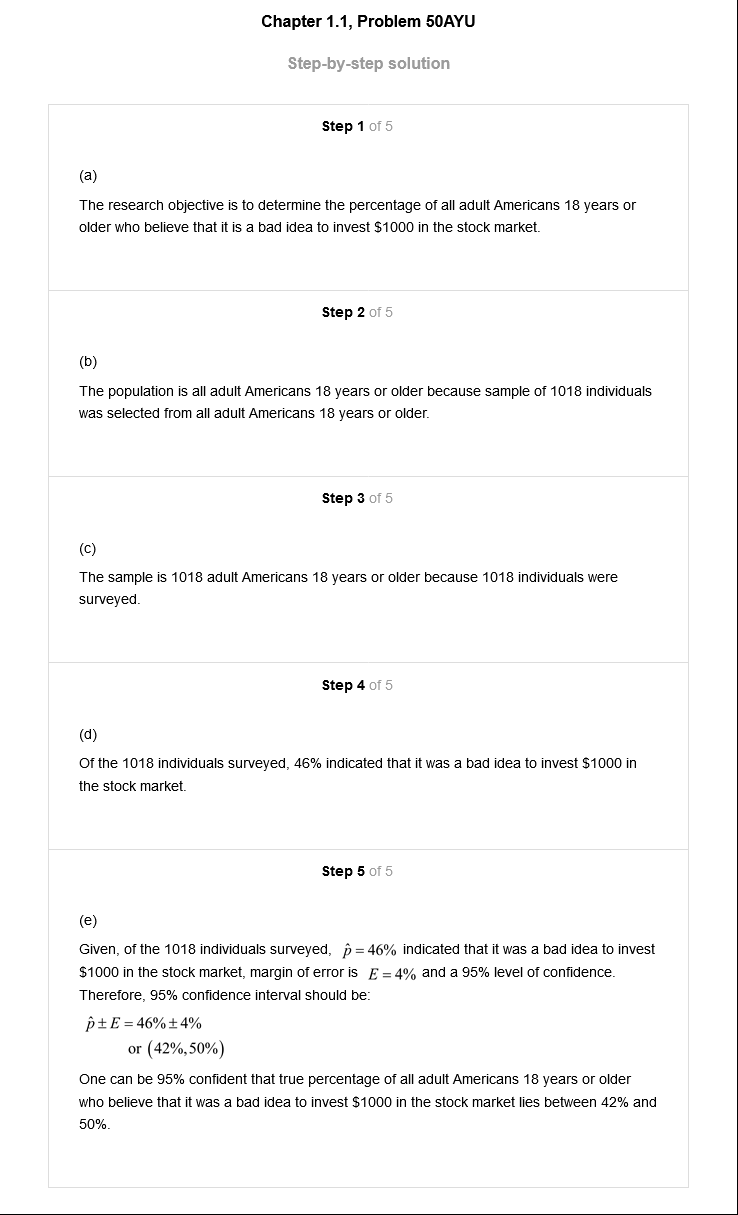 Chapter 1.1, Problem 50AYU
Step-by-step solution
Step 1 of 5
(a)
The research objective is to determine the percentage of all adult Americans 18 years or
older who believe that it is a bad idea to invest $1000 in the stock market.
Step 2 of 5
(b)
The population is all adult Americans 18 years or older because sample of 1018 individuals
was selected from all adult Americans 18 years or older.
Step 3 of 5
(c)
The sample is 1018 adult Americans 18 years or older because 1018 individuals were
surveyed.
Step 4 of 5
(d)
Of the 1018 individuals surveyed, 46% indicated that it was a bad idea to invest $1000 in
the stock market.
Step 5 of 5
(e)
Given, of the 1018 individuals surveyed, p̂ = 46% indicated that it was a bad idea to invest
$1000 in the stock market, margin of error is E = 4% and a 95% level of confidence.
Therefore, 95% confidence interval should be:
p̂ ± E = 46% ± 4%
or (42%, 50%)
One can be 95% confident that true percentage of all adult Americans 18 years or older
who believe that it was a bad idea to invest $1000 in the stock market lies between 42% and
50%.